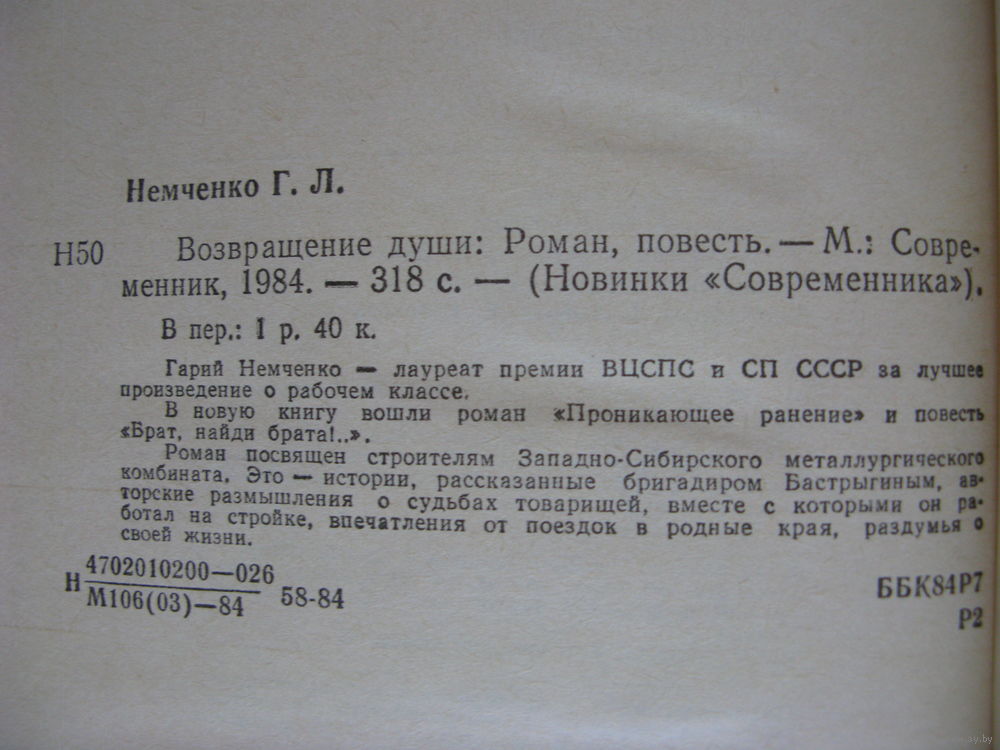 Немченко Г. Л.
Н50 Возвращение души: Роман, повесть. — М.: Совре-
менник, 1984. — 318 с. — (Новинки «Современника»).
В пер.: 1 р. 40 к.
Гарий Немченко — лауреат премии ВЦСПС и СП СССР за лучшее
произведение о рабочем классе.
В новую книгу вошли роман «Проникающее ранение» и повесть
«Брат, найди брата!..».
Роман посвящен строителям Западно-Сибирского металлургического
комбината. Это — истории, рассказанные бригадиром Бастрыгиным, ав-
торские размышления о судьбах товарищей, вместе с которыми он ра-
ботал на стройке, впечатления от поездок в родные края, раздумья о
своей жизни.
Н 4702010200—026
М106(03)—84 58-84
ББК84Р7
Р2
ay.by